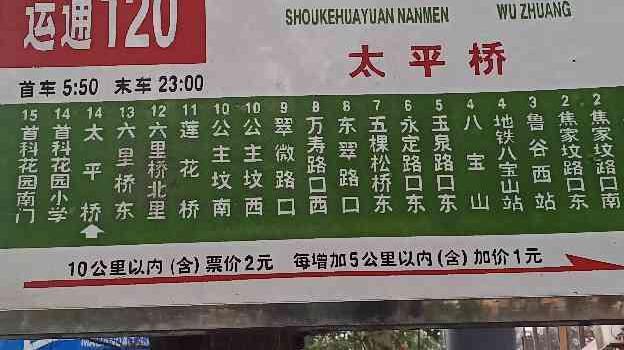 运通120
SHOUKEHUAYUAN NANMEN
WU ZHUANG
首车 5:50 末车 23:00
太平桥
15 首科花园南门
14 首科花园小学
14 太平桥
13 六里桥东
12 六里桥北里
11 莲花桥
10 公主坟南
10 公主坟西
9 翠微路口
8 万寿路口西
8 东翠路口
7 五棵松桥东
6 永定路口东
5 玉泉路口东
4 八宝山
4 地铁八宝山站
3 鲁谷西站
2 焦家坟路口东
2 焦家坟路口南
10公里以内(含)票价2元 每增加5公里以内(含)加价1元